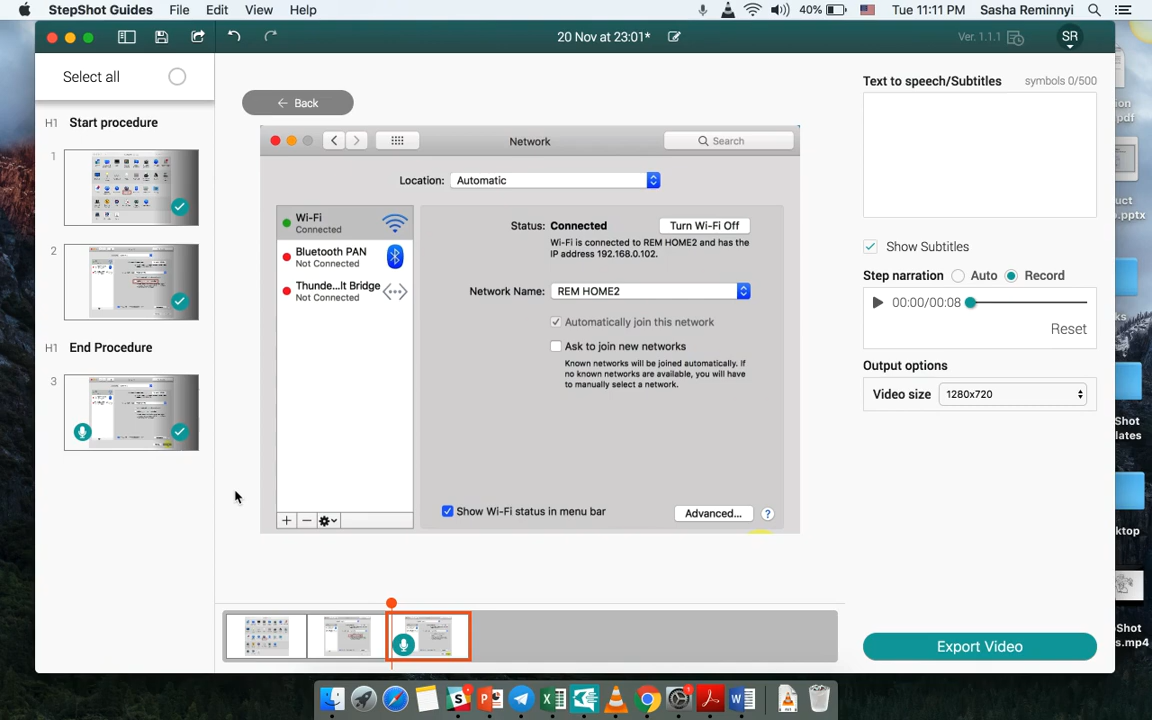 StepShot Guides File Edit View Help
40% Tue 11:11 PM Sasha Reminnyi
20 Nov at 23:01*
Ver. 1.1.1
SR
Select all
H1 Start procedure
1
2
H1 End Procedure
3
← Back
Network
Search
Location: Automatic
Wi-Fi
Connected
Bluetooth PAN
Not Connected
Thunde...lt Bridge
Not Connected
Status: Connected
Turn Wi-Fi Off
Wi-Fi is connected to REM HOME2 and has the
IP address 192.168.0.102.
Network Name: REM HOME2
Automatically join this network
Ask to join new networks
Known networks will be joined automatically. If
no known networks are available, you will have
to manually select a network.
Show Wi-Fi status in menu bar
Advanced...
?
Text to speech/Subtitles symbols 0/500
Show Subtitles
Step narration Auto Record
00:00/00:08
Reset
Output options
Video size 1280x720
Export Video
ion
pdf
uct
.pptx
ks
Shot
lates
ktop
Shot
s.mp4